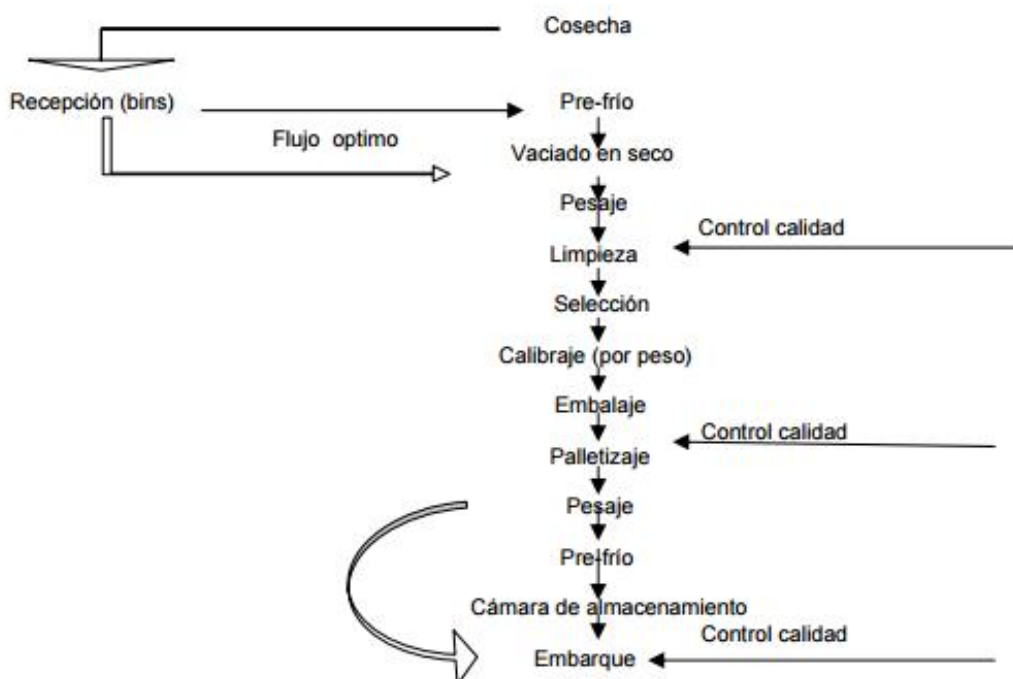 Cosecha
Recepción (bins)
Pre-frío
Flujo optimo
Vaciado en seco
Pesaje
Control calidad
Limpieza
Selección
Calibraje (por peso)
Embalaje
Control calidad
Palletizaje
Pesaje
Pre-frío
Cámara de almacenamiento
Control calidad
Embarque